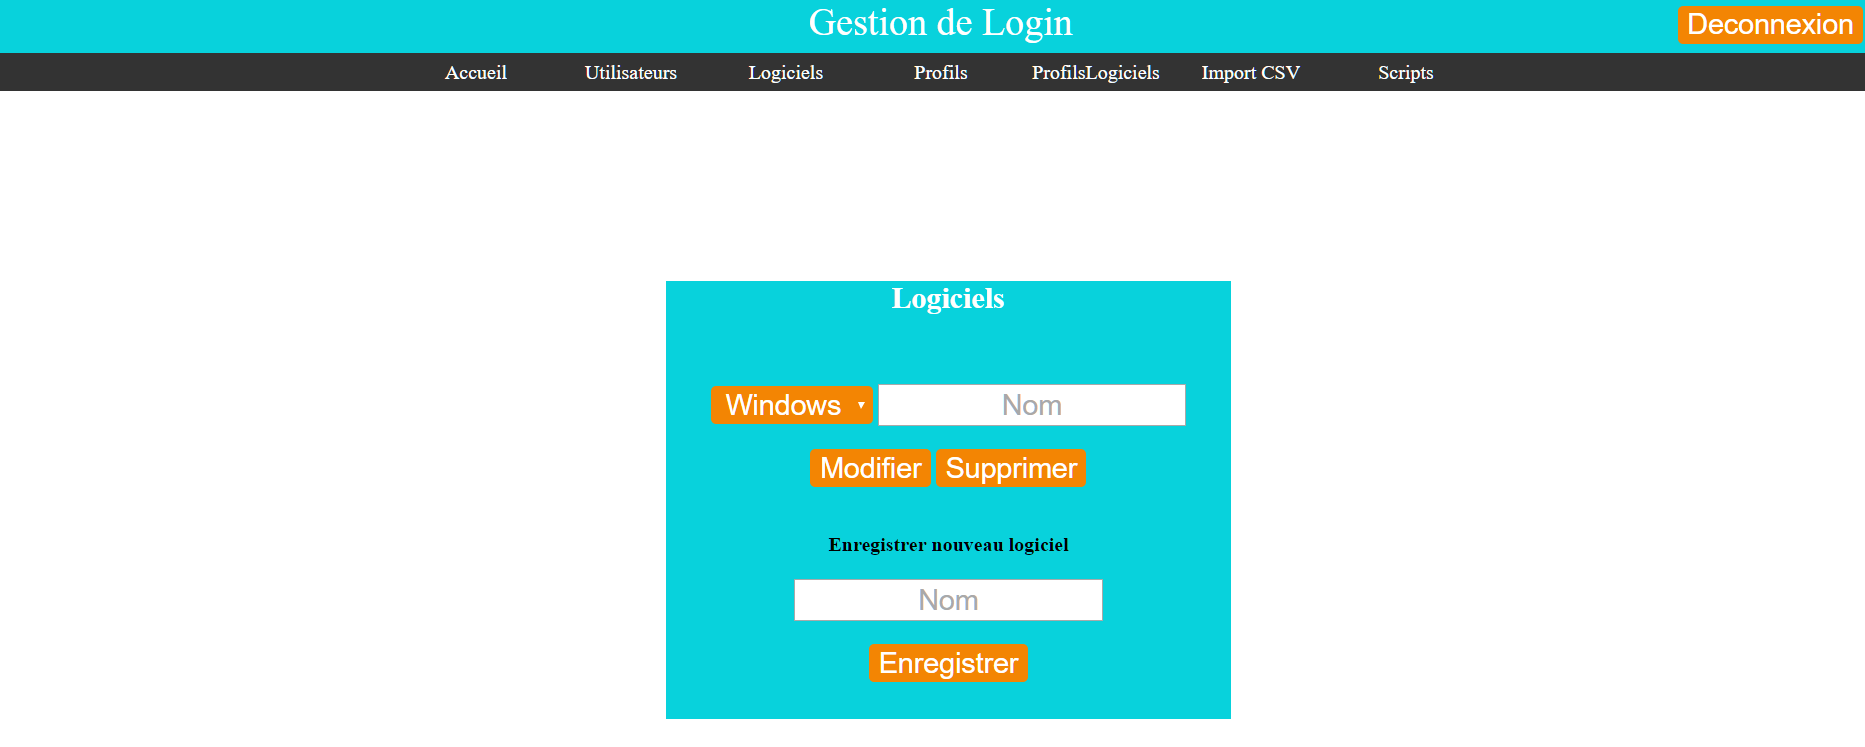 Gestion de Login
Deconnexion
Accueil Utilisateurs Logiciels Profils ProfilsLogiciels Import CSV Scripts
Logiciels
Windows Nom
Modifier Supprimer
Enregistrer nouveau logiciel
Nom
Enregistrer